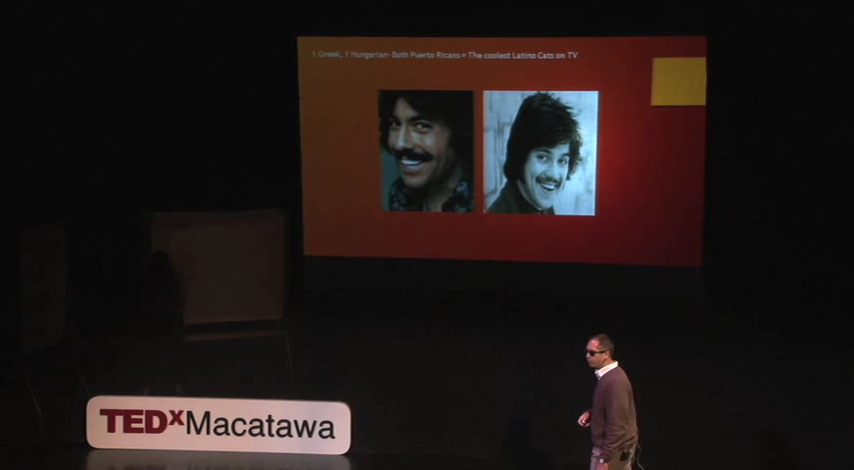 1 Greek, 1 Hungarian- Both Puerto Ricans = The coolest Latino Cats on TV
TEDxMacatawa